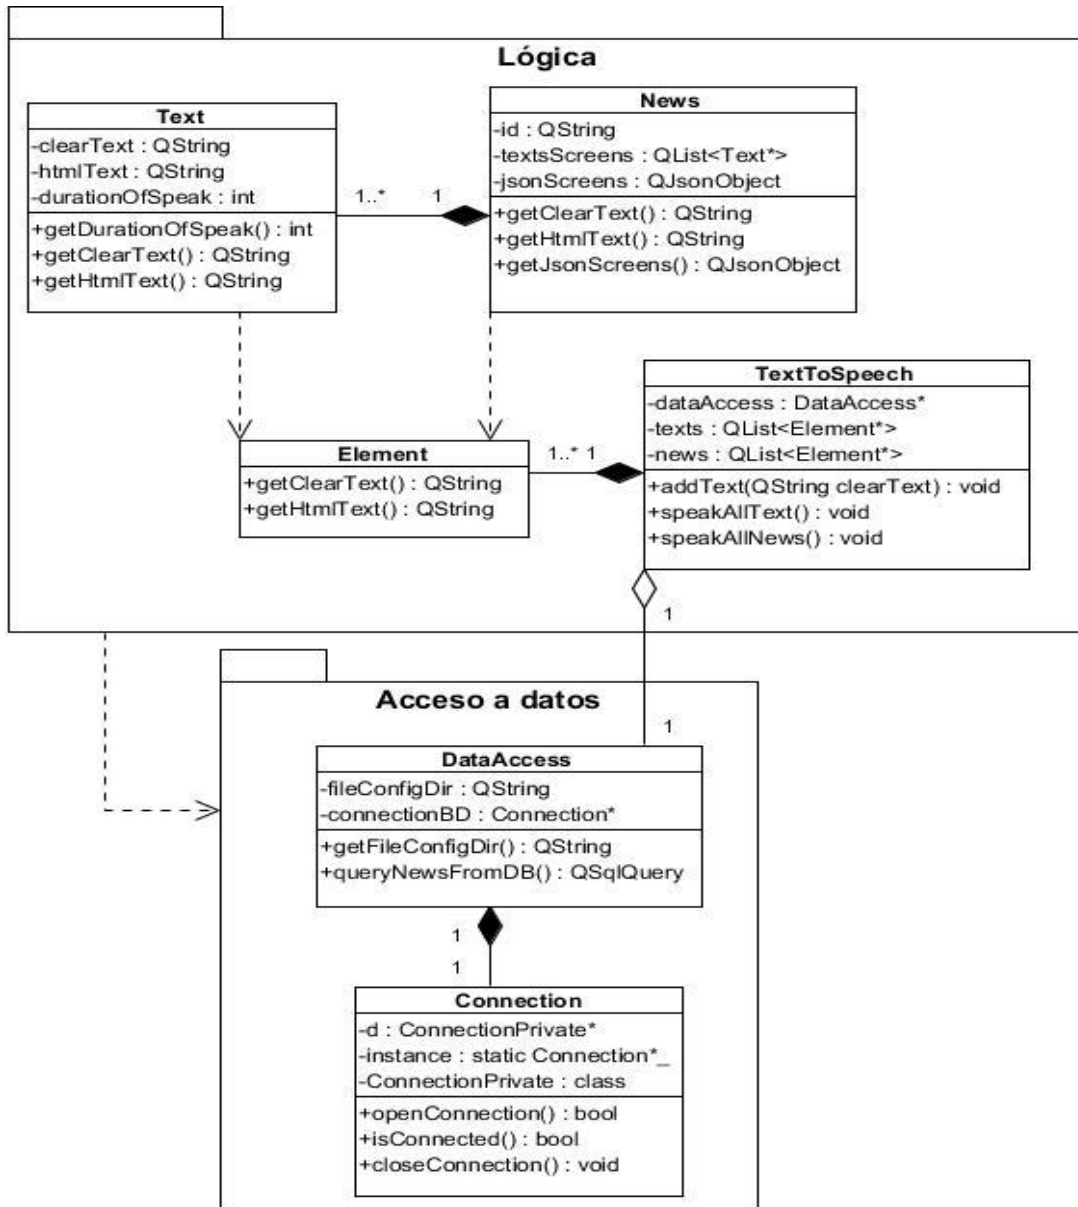 Lógica
Text
-clearText : QString
-htmlText : QString
-durationOfSpeak : int
+getDurationOfSpeak() : int
+getClearText() : QString
+getHtmlText() : QString
1..*
1
News
-id : QString
-textsScreens : QList<Text*>
-jsonScreens : QJsonObject
+getClearText() : QString
+getHtmlText() : QString
+getJsonScreens() : QJsonObject
Element
+getClearText() : QString
+getHtmlText() : QString
1..* 1
TextToSpeech
-dataAccess : DataAccess*
-texts : QList<Element*>
-news : QList<Element*>
+addText(QString clearText) : void
+speakAllText() : void
+speakAllNews() : void
1
Acceso a datos
1
DataAccess
-fileConfigDir : QString
-connectionBD : Connection*
+getFileConfigDir() : QString
+queryNewsFromDB() : QSqlQuery
1
1
Connection
-d : ConnectionPrivate*
-instance : static Connection*_
-ConnectionPrivate : class
+openConnection() : bool
+isConnected() : bool
+closeConnection() : void